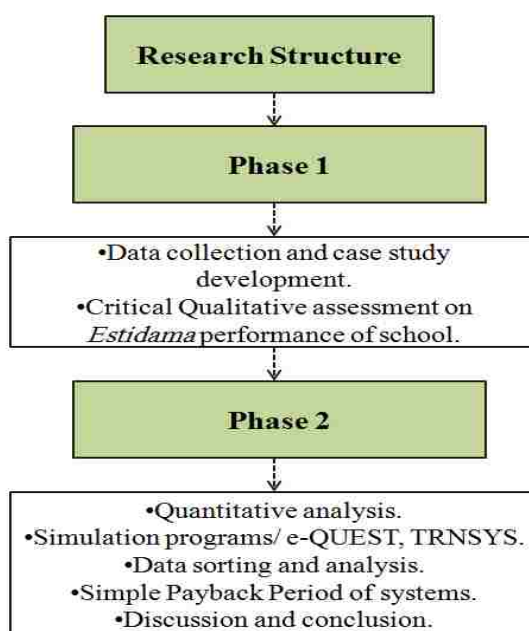 Research Structure
Phase 1
•Data collection and case study
development.
•Critical Qualitative assessment on
Estidama performance of school.
Phase 2
•Quantitative analysis.
•Simulation programs/ e-QUEST, TRNSYS.
•Data sorting and analysis.
•Simple Payback Period of systems.
•Discussion and conclusion.